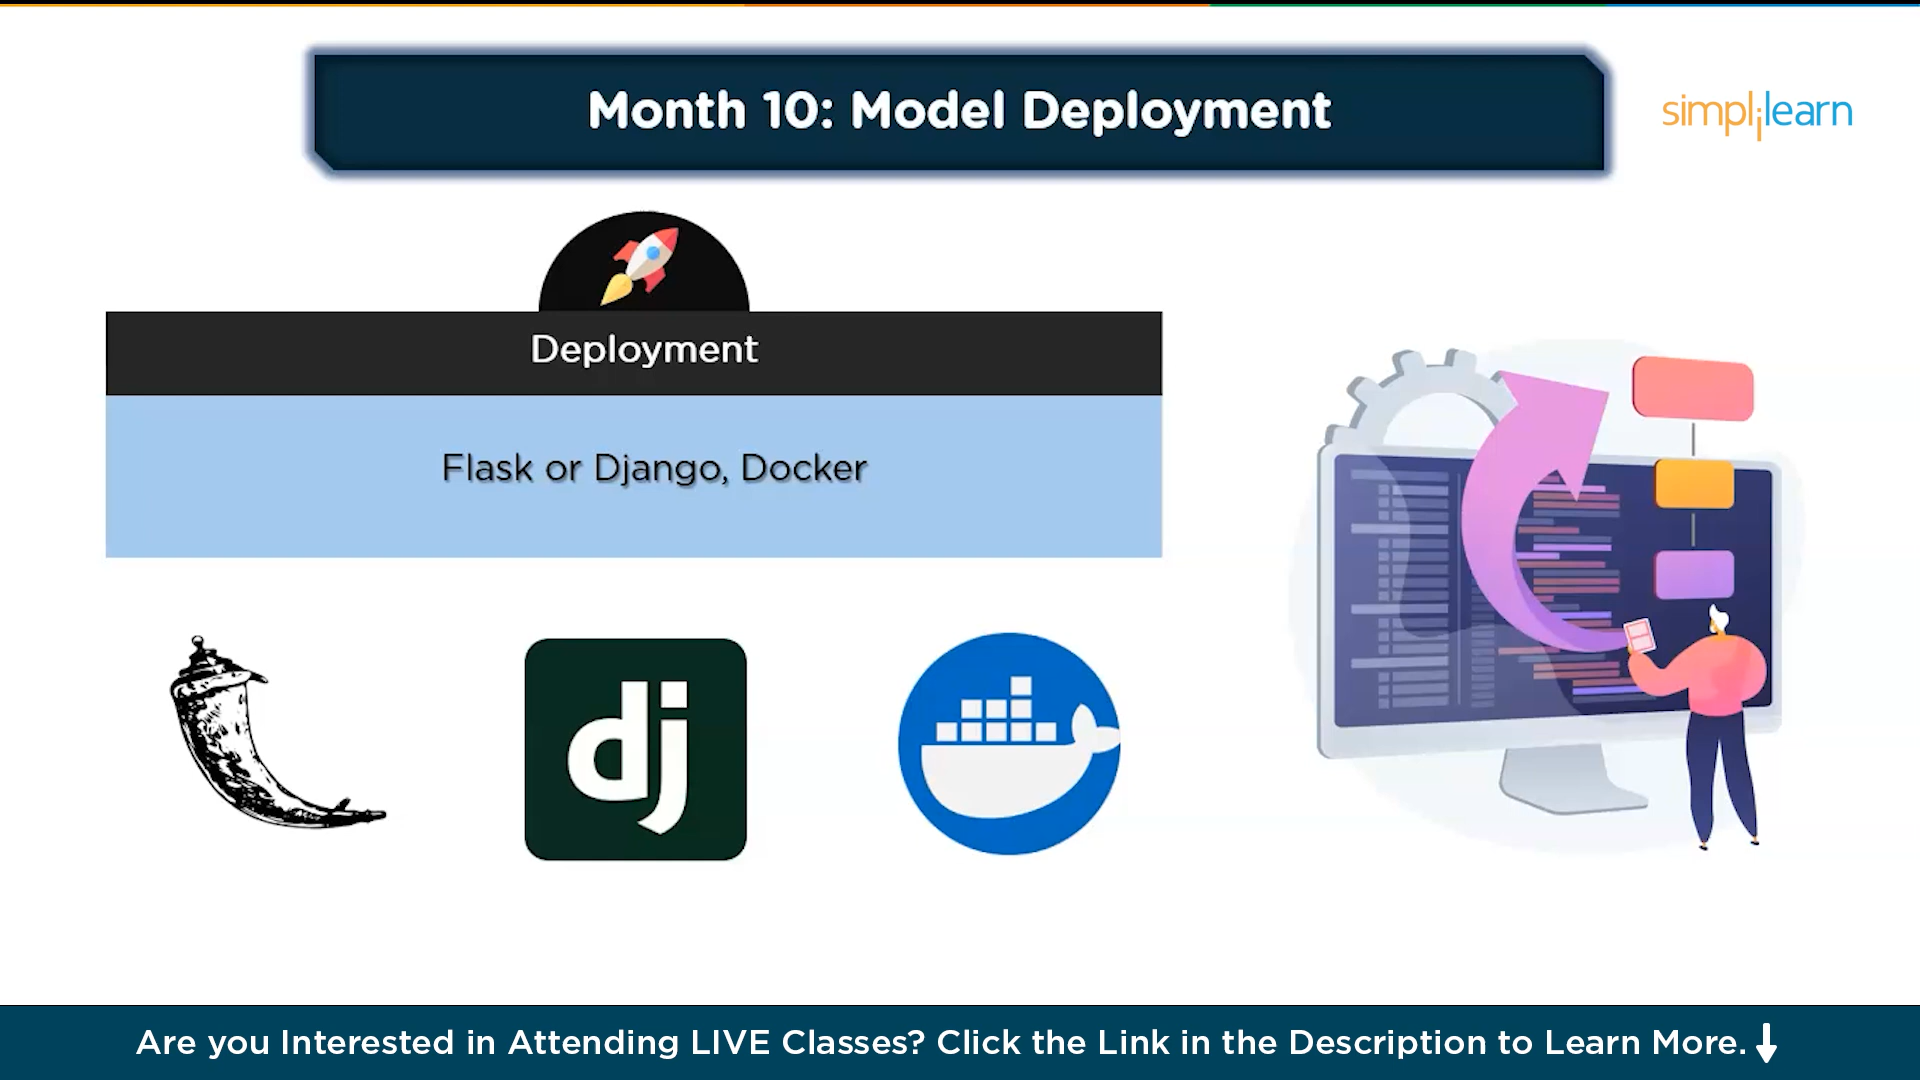 Month 10: Model Deployment
simplilearn
Deployment
Flask or Django, Docker
dj
Are you Interested in Attending LIVE Classes? Click the Link in the Description to Learn More.